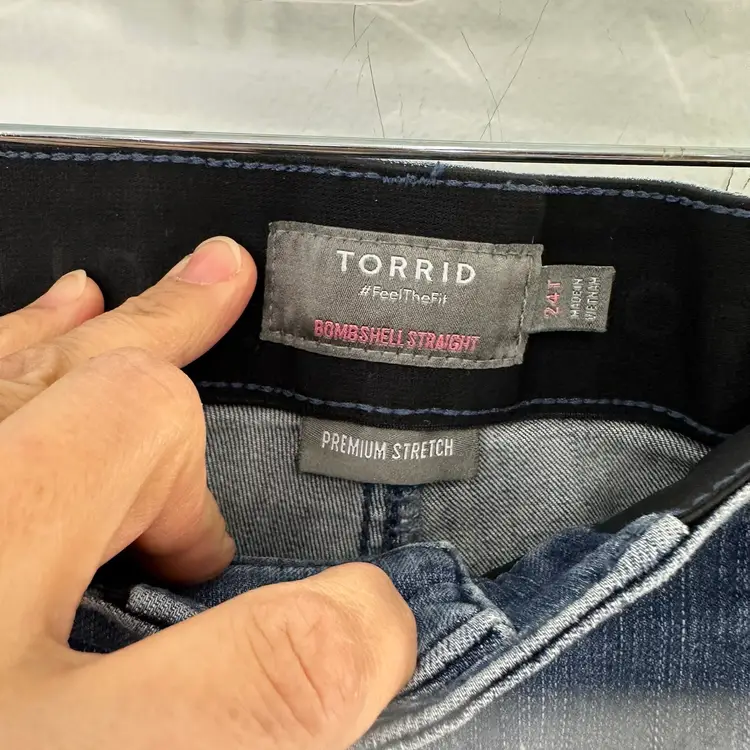 TORRID
#FeelTheFit
BOMBSHELL STRAIGHT
24T
MADE IN
VIETNAM
PREMIUM STRETCH